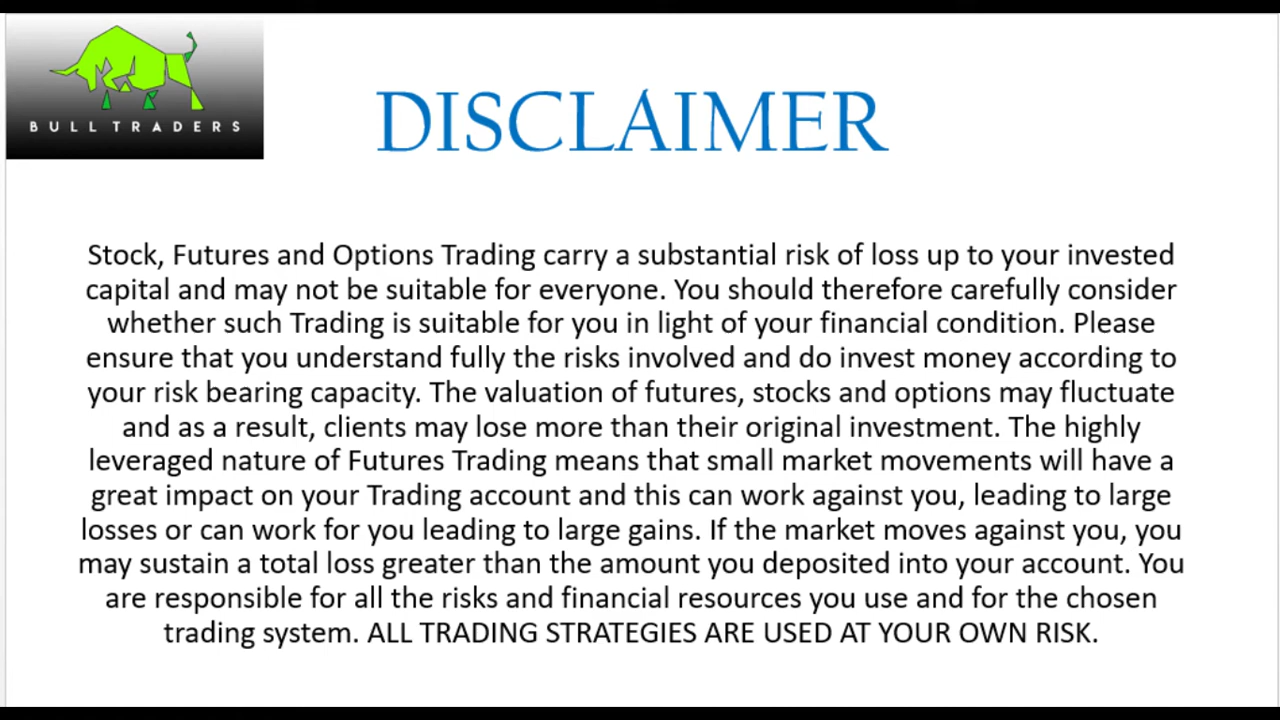 BULL TRADERS
DISCLAIMER
Stock, Futures and Options Trading carry a substantial risk of loss up to your invested
capital and may not be suitable for everyone. You should therefore carefully consider
whether such Trading is suitable for you in light of your financial condition. Please
ensure that you understand fully the risks involved and do invest money according to
your risk bearing capacity. The valuation of futures, stocks and options may fluctuate
and as a result, clients may lose more than their original investment. The highly
leveraged nature of Futures Trading means that small market movements will have a
great impact on your Trading account and this can work against you, leading to large
losses or can work for you leading to large gains. If the market moves against you, you
may sustain a total loss greater than the amount you deposited into your account. You
are responsible for all the risks and financial resources you use and for the chosen
trading system. ALL TRADING STRATEGIES ARE USED AT YOUR OWN RISK.